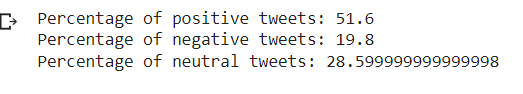 Percentage of positive tweets: 51.6
Percentage of negative tweets: 19.8
Percentage of neutral tweets: 28.599999999999998